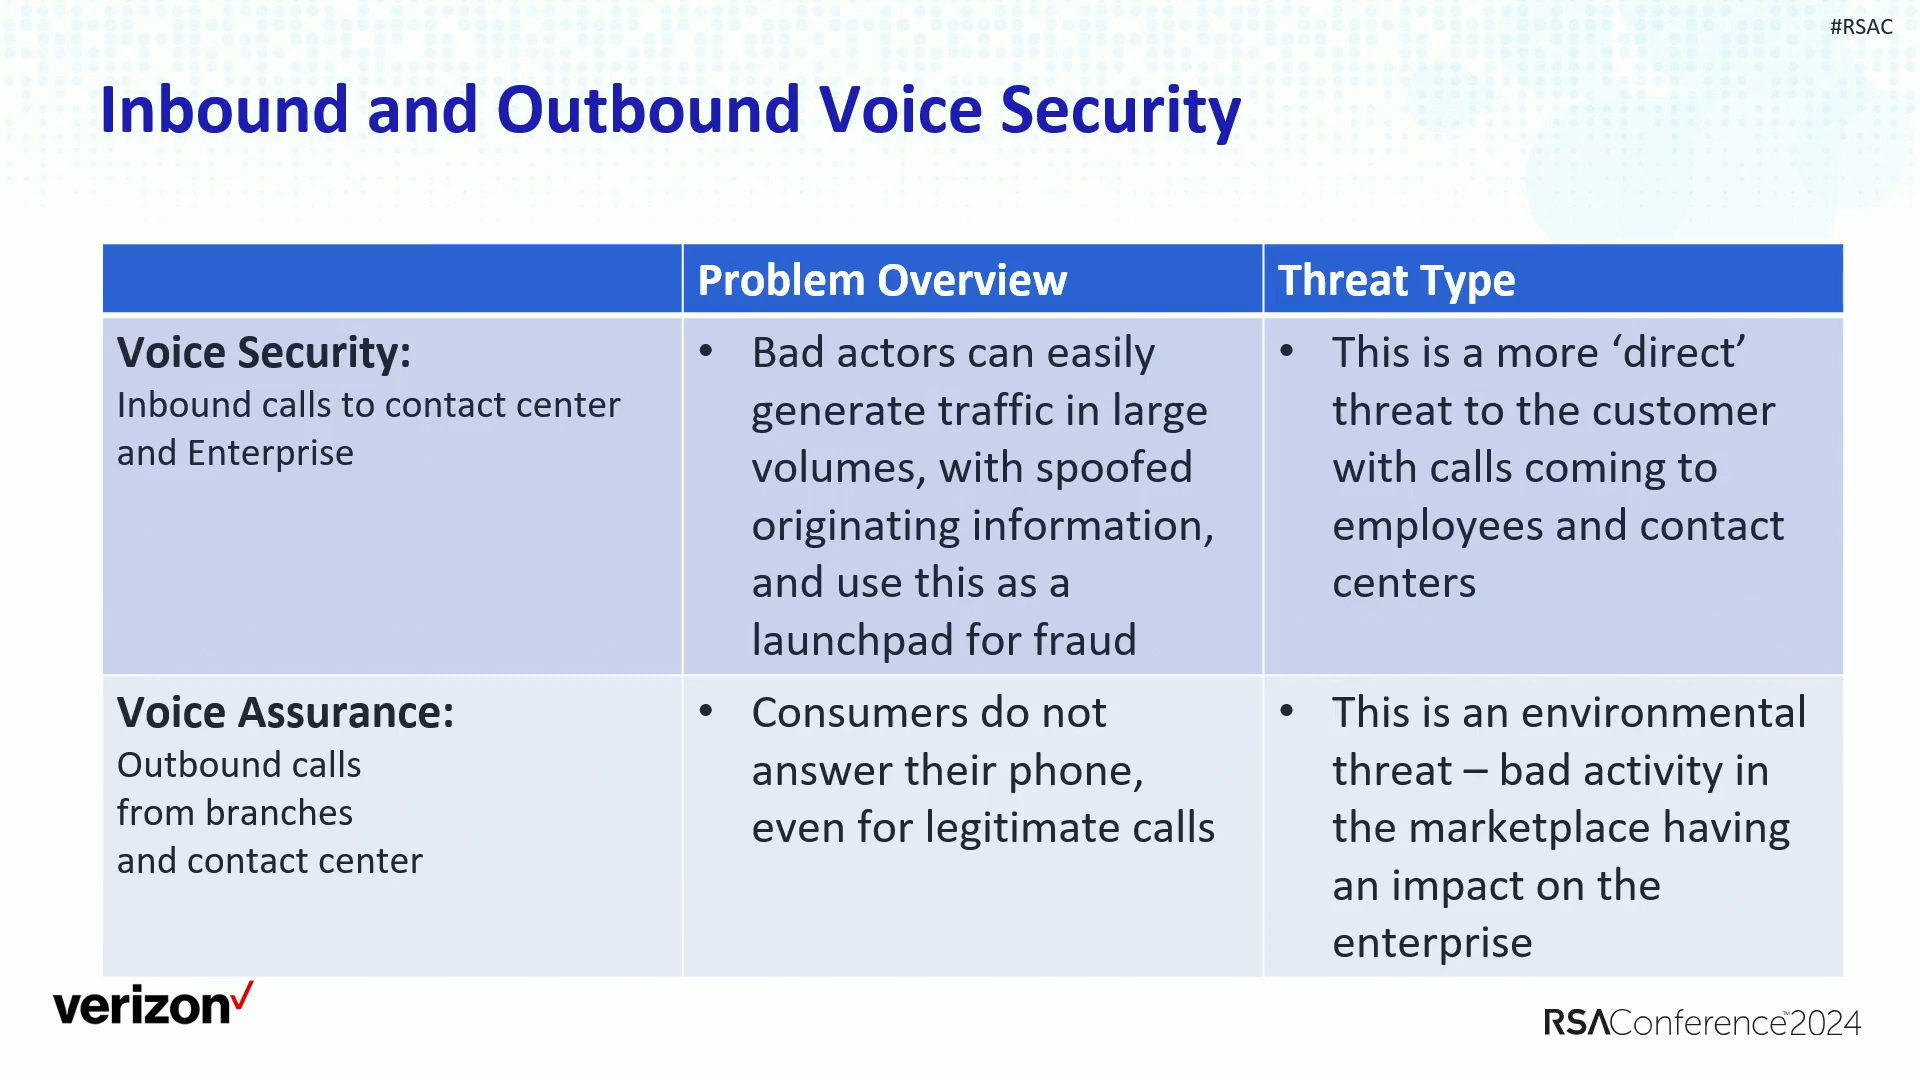 #RSAC
Inbound and Outbound Voice Security
Problem Overview
Threat Type
Voice Security:
Inbound calls to contact center
and Enterprise
• Bad actors can easily
generate traffic in large
volumes, with spoofed
originating information,
and use this as a
launchpad for fraud
• This is a more ‘direct’
threat to the customer
with calls coming to
employees and contact
centers
Voice Assurance:
Outbound calls
from branches
and contact center
• Consumers do not
answer their phone,
even for legitimate calls
• This is an environmental
threat – bad activity in
the marketplace having
an impact on the
enterprise
verizon✓
RSAConference™2024